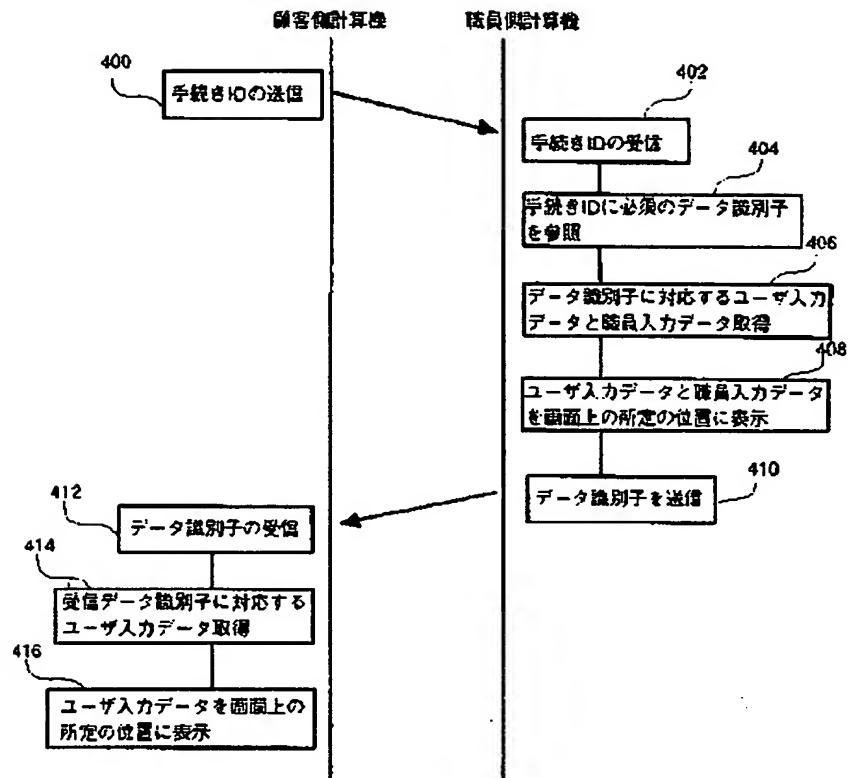 顧客側計算機
職員側計算機
400
手続きIDの送信
402
手続きIDの受信
404
手続きIDに必須のデータ識別子
を参照
406
データ識別子に対応するユーザ入力
データと職員入力データ取得
408
ユーザ入力データと職員入力データ
を画面上の所定の位置に表示
410
データ識別子を送信
412
データ識別子の受信
414
受信データ識別子に対応する
ユーザ入力データ取得
416
ユーザ入力データを画面上の
所定の位置に表示